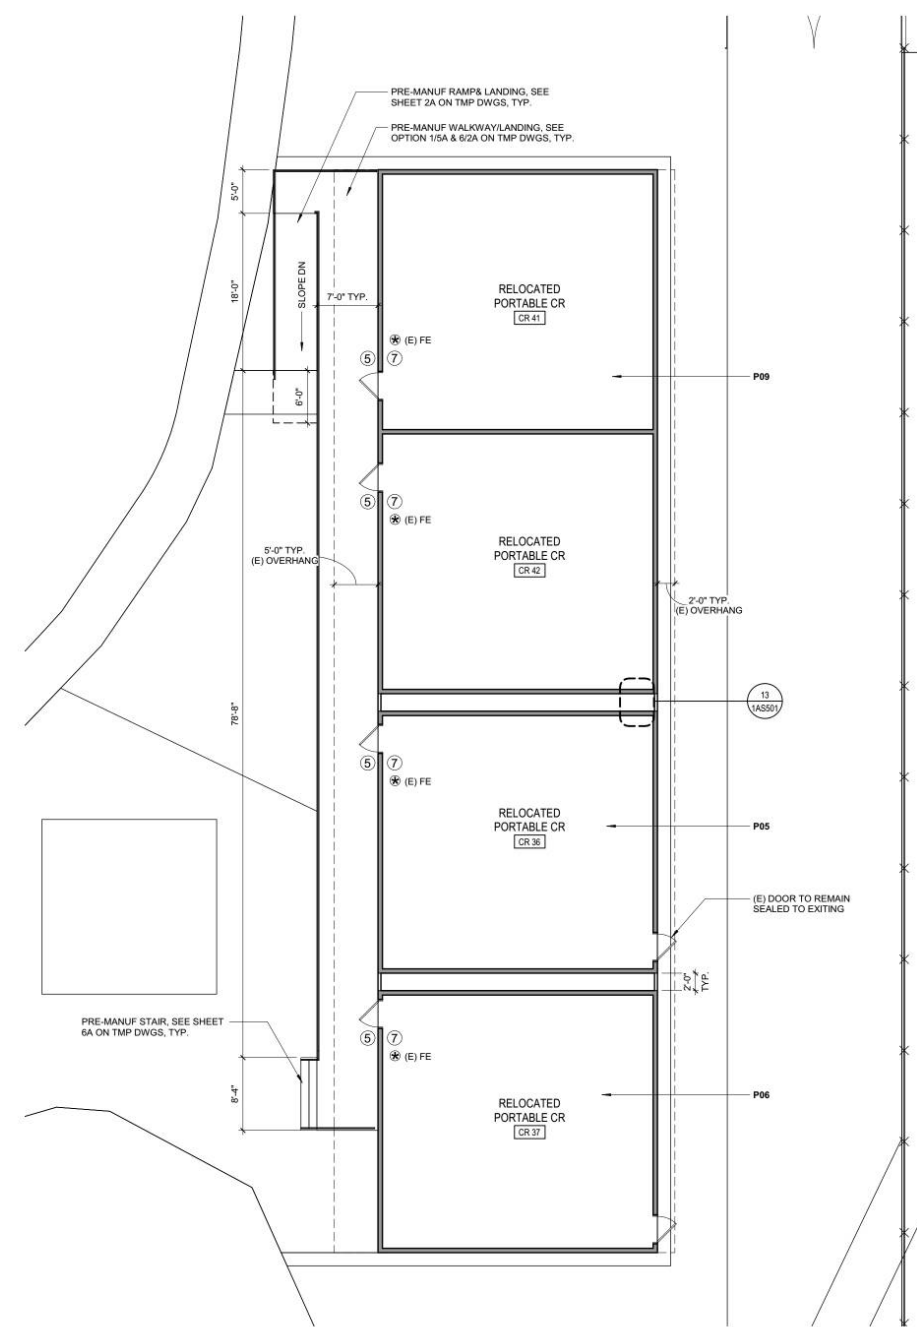 PRE-MANUF RAMP& LANDING, SEE
SHEET 2A ON TMP DWGS, TYP.
PRE-MANUF WALKWAY/LANDING, SEE
OPTION 1/5A & 6/2A ON TMP DWGS, TYP.
5'-0"
18'-0"
SLOPE DN
7'-0" TYP.
6'-0"
RELOCATED
PORTABLE CR
CR 41
(E) FE
5
7
P09
5
7
(E) FE
RELOCATED
PORTABLE CR
CR 42
5'-0" TYP.
(E) OVERHANG
2'-0" TYP.
(E) OVERHANG
78'-8"
13
1AS501
5
7
(E) FE
RELOCATED
PORTABLE CR
CR 36
P05
(E) DOOR TO REMAIN
SEALED TO EXITING
2'-0"
TYP.
PRE-MANUF STAIR, SEE SHEET
6A ON TMP DWGS, TYP.
5
7
(E) FE
8'-4"
RELOCATED
PORTABLE CR
CR 37
P06